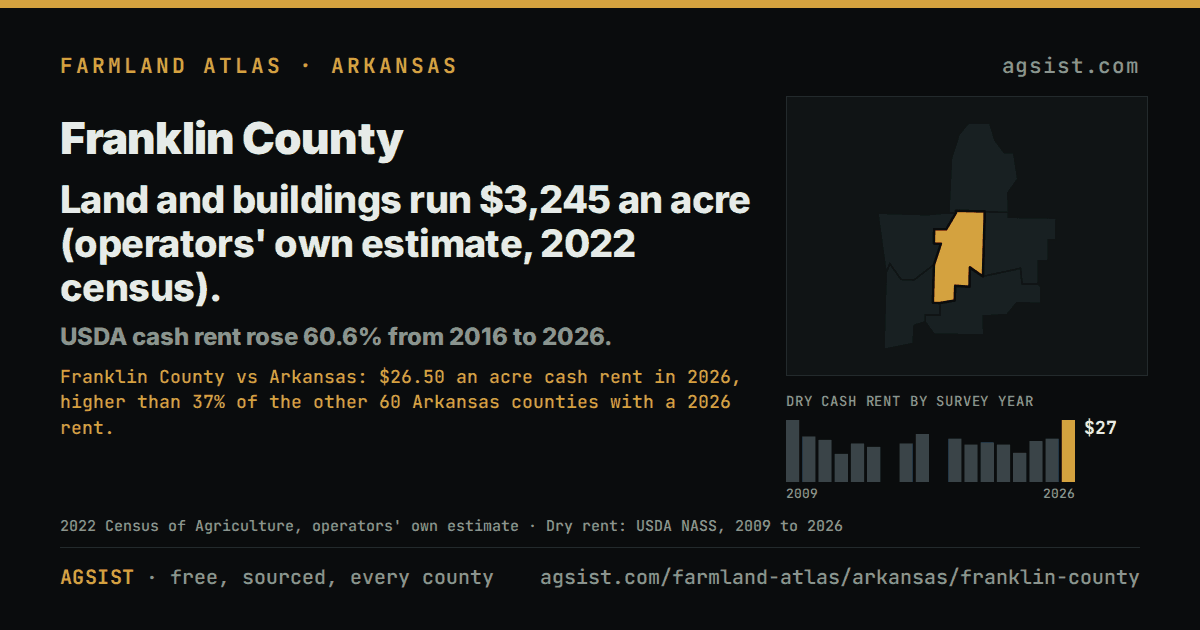 FARMLAND ATLAS · ARKANSAS
agsist.com
Franklin County
Land and buildings run $3,245 an acre
(operators' own estimate, 2022
census).
USDA cash rent rose 60.6% from 2016 to 2026.
Franklin County vs Arkansas: $26.50 an acre cash rent in 2026,
higher than 37% of the other 60 Arkansas counties with a 2026
rent.
DRY CASH RENT BY SURVEY YEAR
$27
2009
2026
2022 Census of Agriculture, operators' own estimate · Dry rent: USDA NASS, 2009 to 2026
AGSIST · free, sourced, every county
agsist.com/farmland-atlas/arkansas/franklin-county